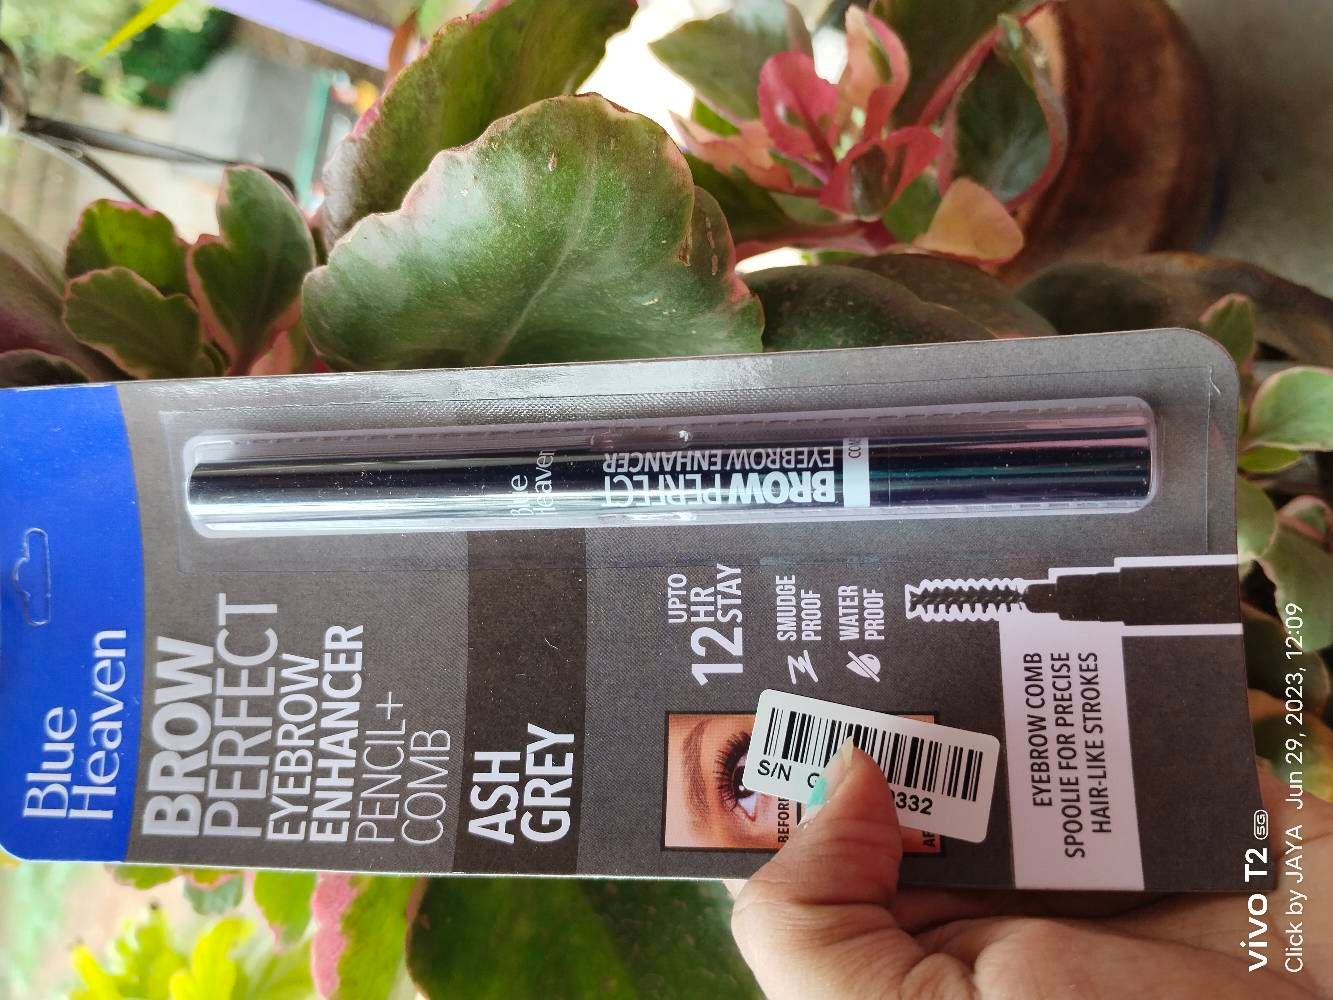 Blue
Heaven
BROW
PERFECT
EYEBROW
ENHANCER
PENCIL+
COMB
ASH
GREY
Blue
Heaven
BROW PERFECT
EYEBROW ENHANCER
UPTO
12 HR
STAY
SMUDGE
PROOF
WATER
PROOF
S/N
0332
EYEBROW COMB
SPOOLIE FOR PRECISE
HAIR-LIKE STROKES
vivo T2 5G
Click by JAYA Jun 29, 2023, 12:09